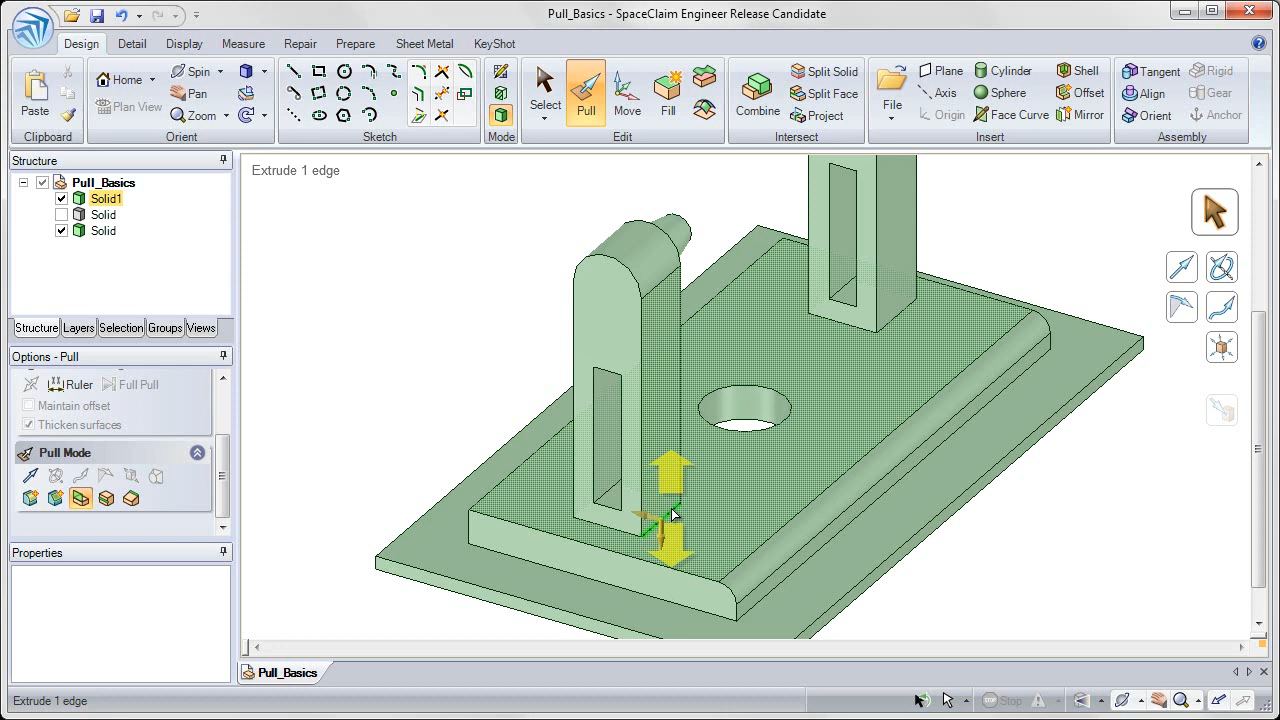 Pull_Basics - SpaceClaim Engineer Release Candidate
Design Detail Display Measure Repair Prepare Sheet Metal KeyShot
Paste
Clipboard
Home
Plan View
Spin
Pan
Zoom
Orient
Sketch
Mode
Select
Pull
Move
Fill
Edit
Combine
Split Solid
Split Face
Project
Intersect
File
Plane
Axis
Origin
Cylinder
Sphere
Face Curve
Shell
Offset
Mirror
Insert
Tangent
Align
Orient
Rigid
Gear
Anchor
Assembly
Structure
Pull_Basics
Solid1
Solid
Solid
Structure Layers Selection Groups Views
Options - Pull
Ruler Full Pull
Maintain offset
Thicken surfaces
Pull Mode
Properties
Extrude 1 edge
Pull_Basics
Extrude 1 edge
Stop